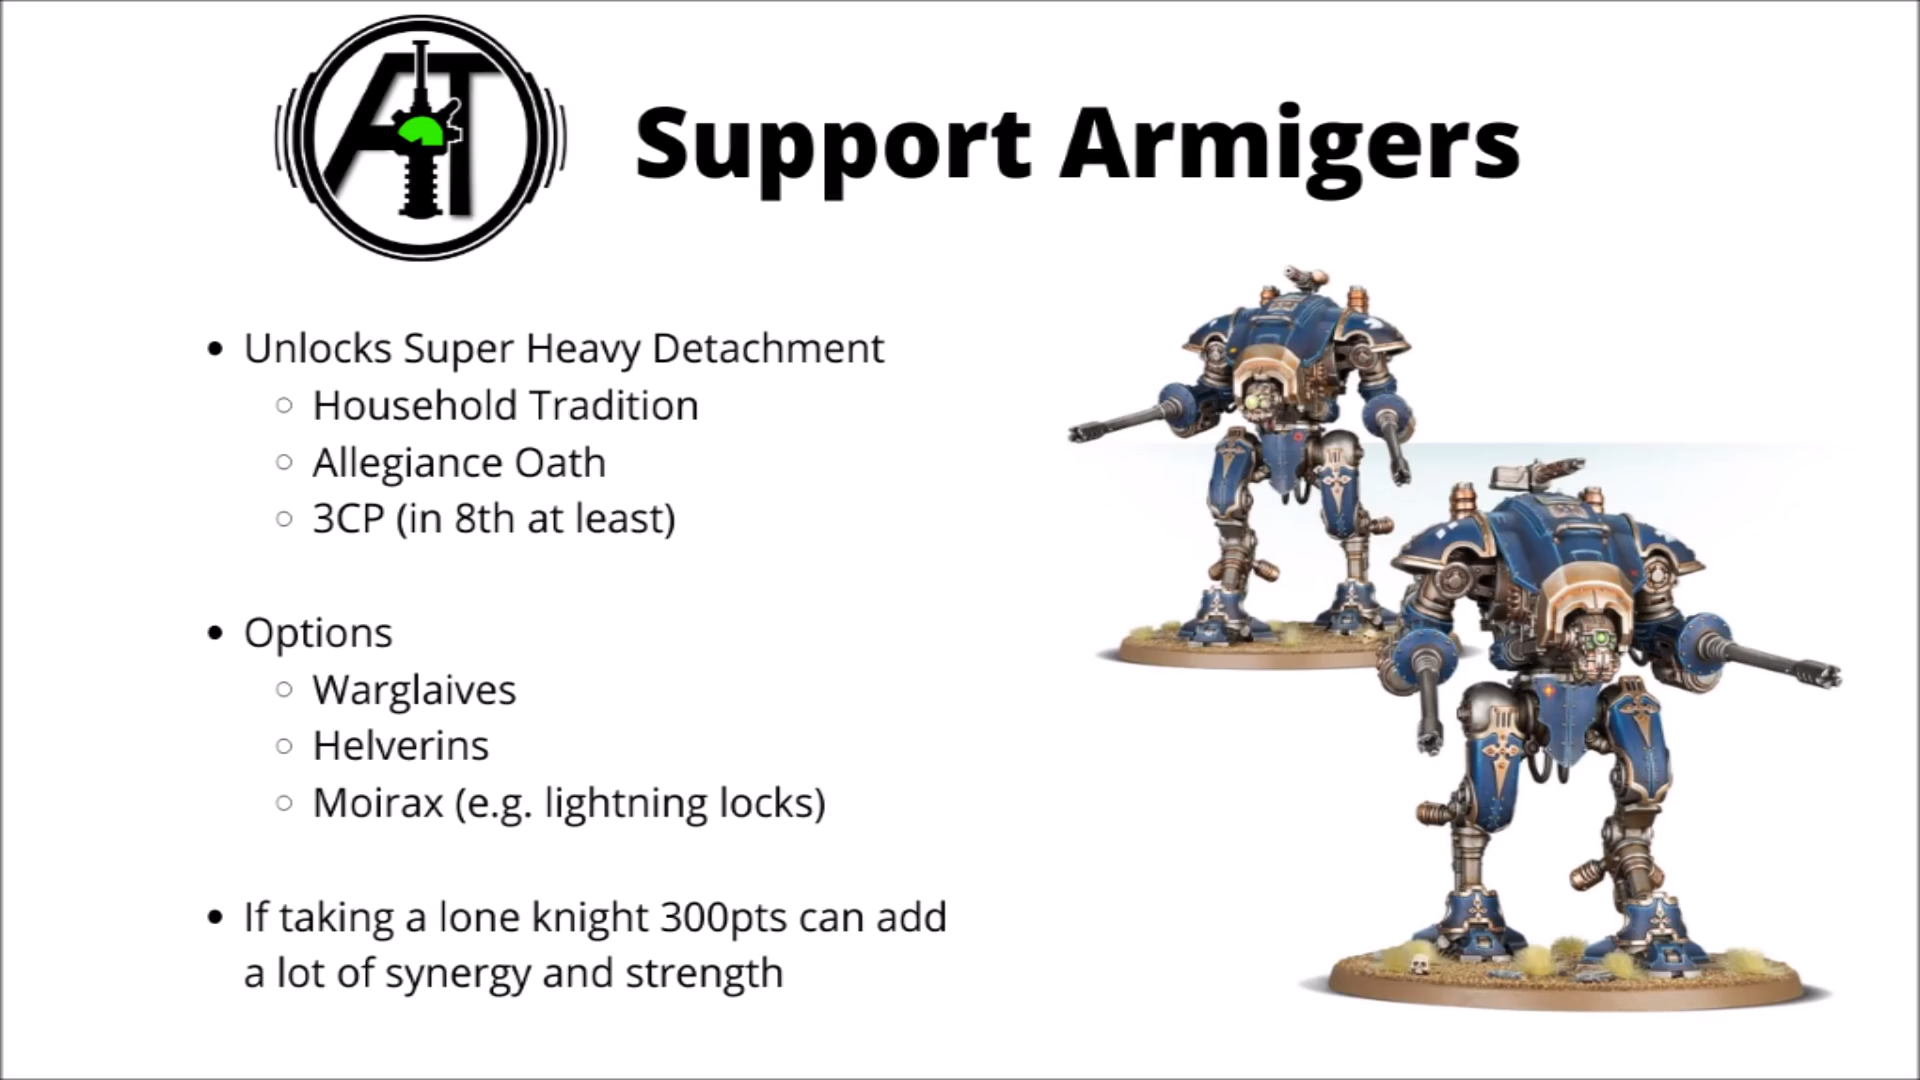 AT
Support Armigers
Unlocks Super Heavy Detachment
Household Tradition
Allegiance Oath
3CP (in 8th at least)
Options
Warglaives
Helverins
Moirax (e.g. lightning locks)
If taking a lone knight 300pts can add
a lot of synergy and strength